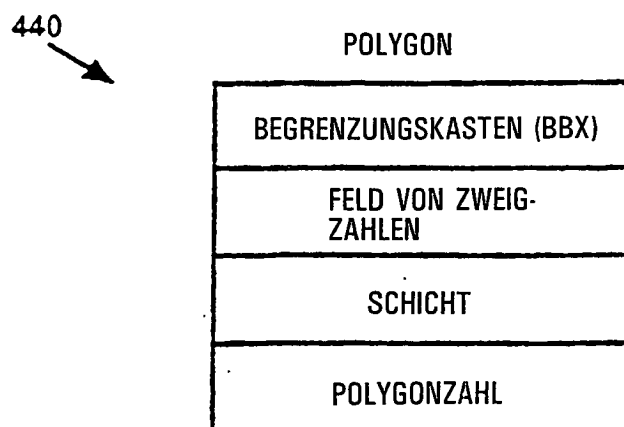 440
POLYGON
BEGRENZUNGSKASTEN (BBX)
FELD VON ZWEIG-
ZAHLEN
SCHICHT
POLYGONZAHL